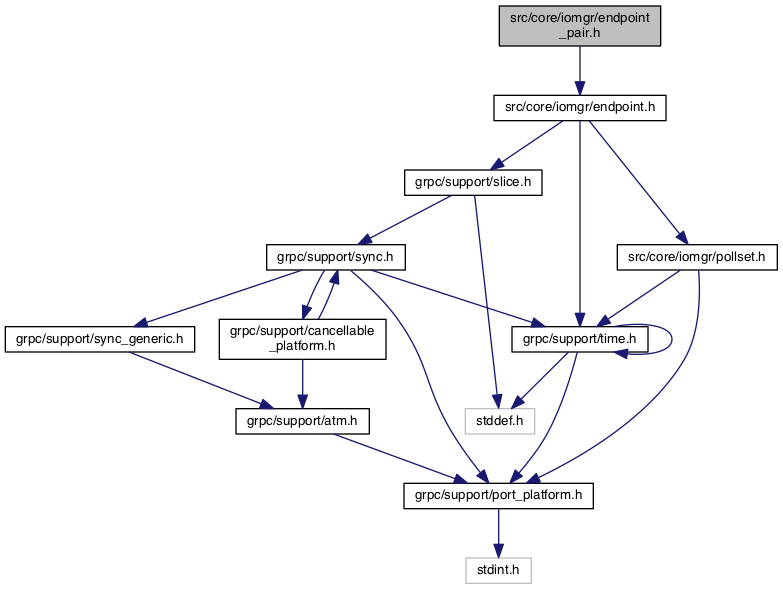 src/core/iomgr/endpoint
_pair.h
src/core/iomgr/endpoint.h
grpc/support/slice.h
grpc/support/sync.h
src/core/iomgr/pollset.h
grpc/support/sync_generic.h
grpc/support/cancellable
_platform.h
grpc/support/time.h
grpc/support/atm.h
stddef.h
grpc/support/port_platform.h
stdint.h